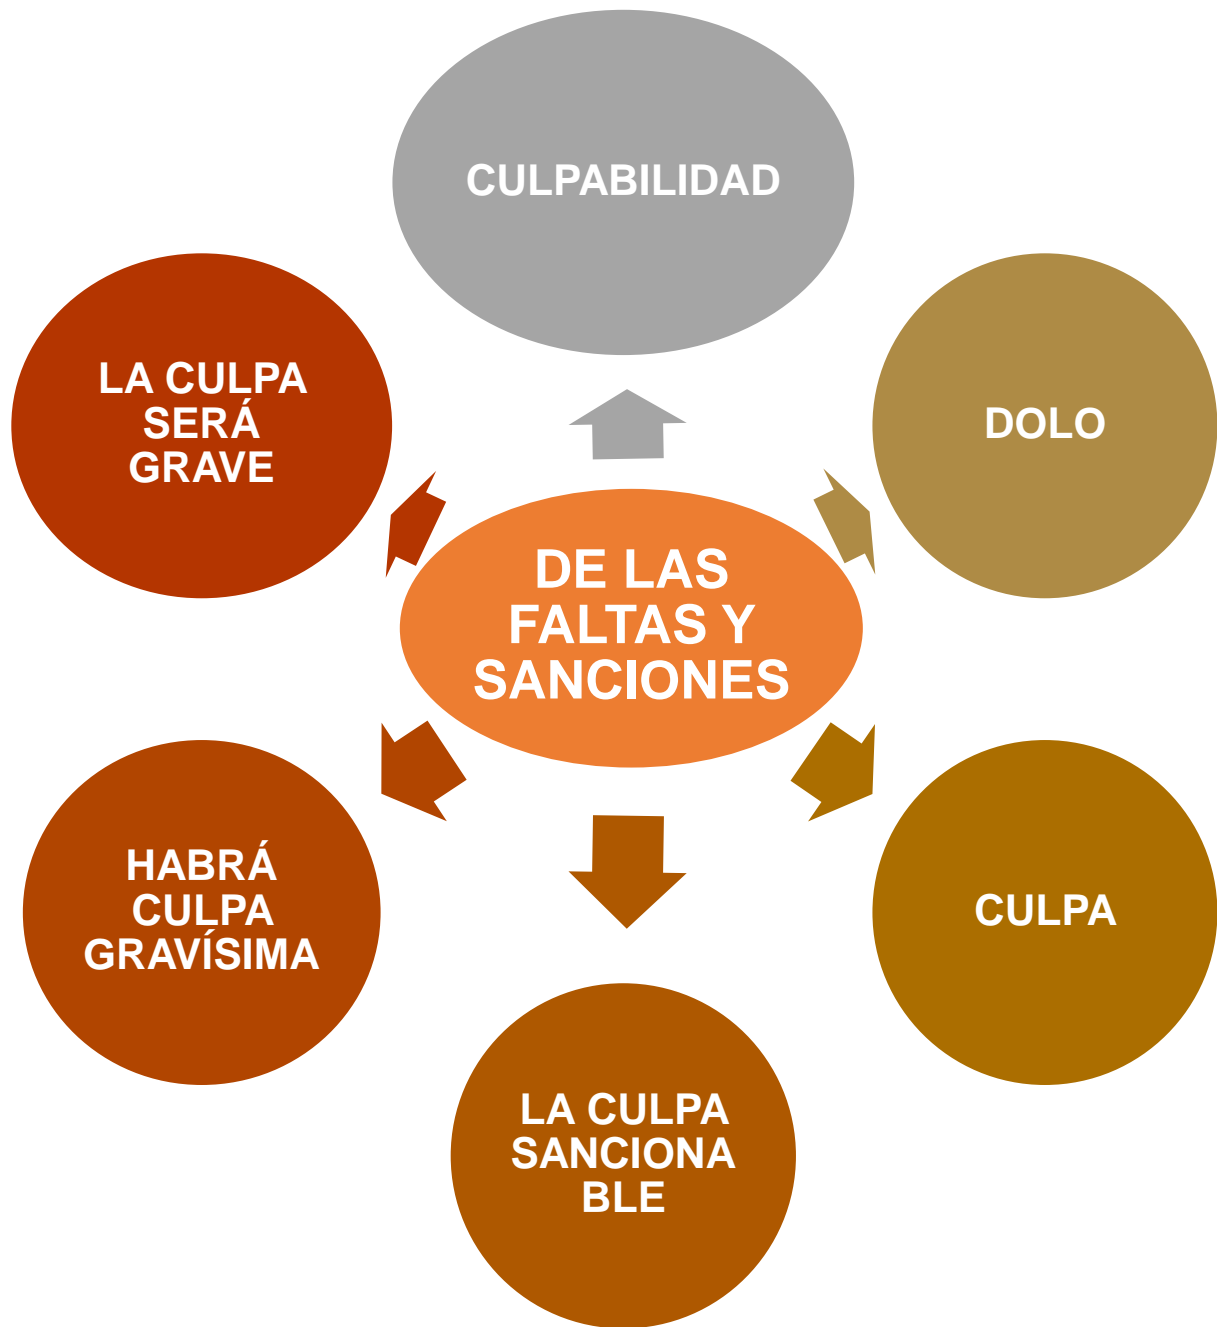 CULPABILIDAD
LA CULPA
SERÁ
GRAVE
DOLO
DE LAS
FALTAS Y
SANCIONES
HABRÁ
CULPA
GRAVÍSIMA
CULPA
LA CULPA
SANCIONA
BLE